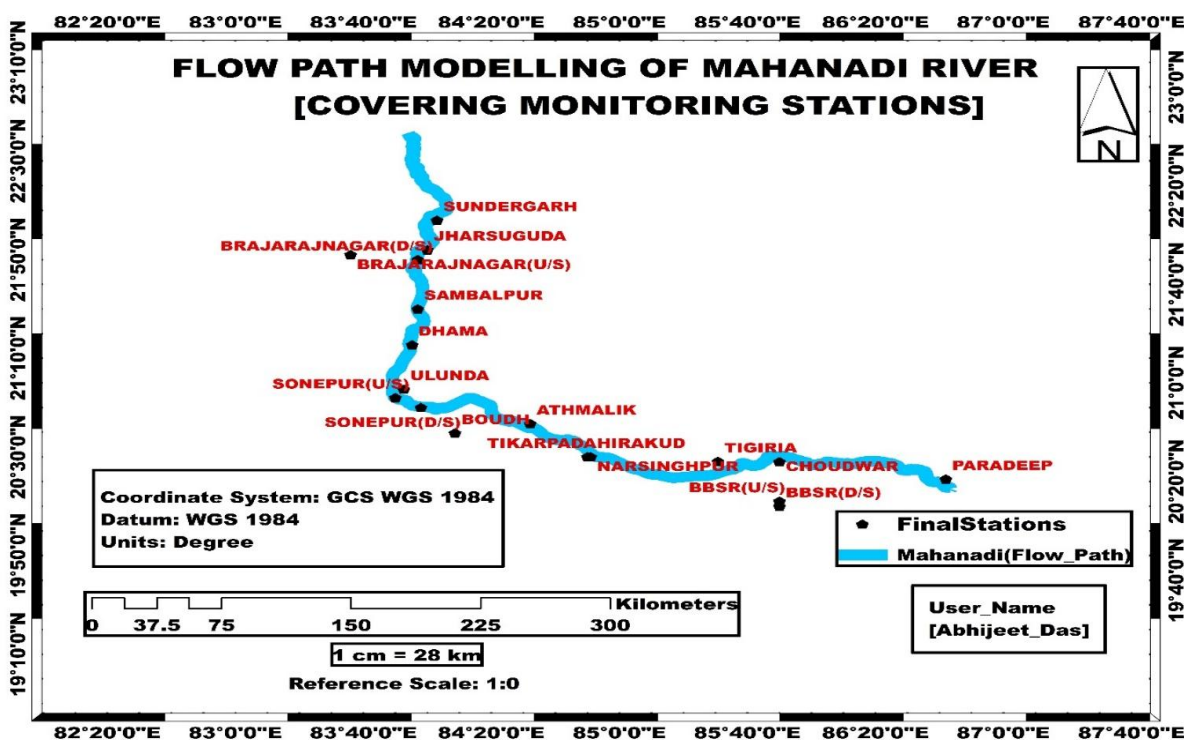 82°20'0"E 83°0'0"E 83°40'0"E 84°20'0"E 85°0'0"E 85°40'0"E 86°20'0"E 87°0'0"E 87°40'0"E
FLOW PATH MODELLING OF MAHANADI RIVER
[COVERING MONITORING STATIONS]
N
23°10'0"N
22°30'0"N
21°50'0"N
21°10'0"N
20°30'0"N
19°50'0"N
19°10'0"N
23°0'0"N
22°20'0"N
21°40'0"N
21°0'0"N
20°20'0"N
19°40'0"N
SUNDERGARH
JHARSUGUDA
BRAJARAJNAGAR(D/S)
BRAJARAJNAGAR(U/S)
SAMBALPUR
DHAMA
ULUNDA
SONEPUR(U/S)
SONEPUR(D/S)
BOUDH
ATHMALIK
TIKARPADAHIRAKUD
NARSINGHPUR
TIGIRIA
CHOUDWAR
PARADEEP
BBSR(U/S)
BBSR(D/S)
Coordinate System: GCS WGS 1984
Datum: WGS 1984
Units: Degree
FinalStations
Mahanadi(Flow_Path)
Kilometers
0 37.5 75 150 225 300
User_Name
[Abhijeet_Das]
1 cm = 28 km
Reference Scale: 1:0
82°20'0"E 83°0'0"E 83°40'0"E 84°20'0"E 85°0'0"E 85°40'0"E 86°20'0"E 87°0'0"E 87°40'0"E